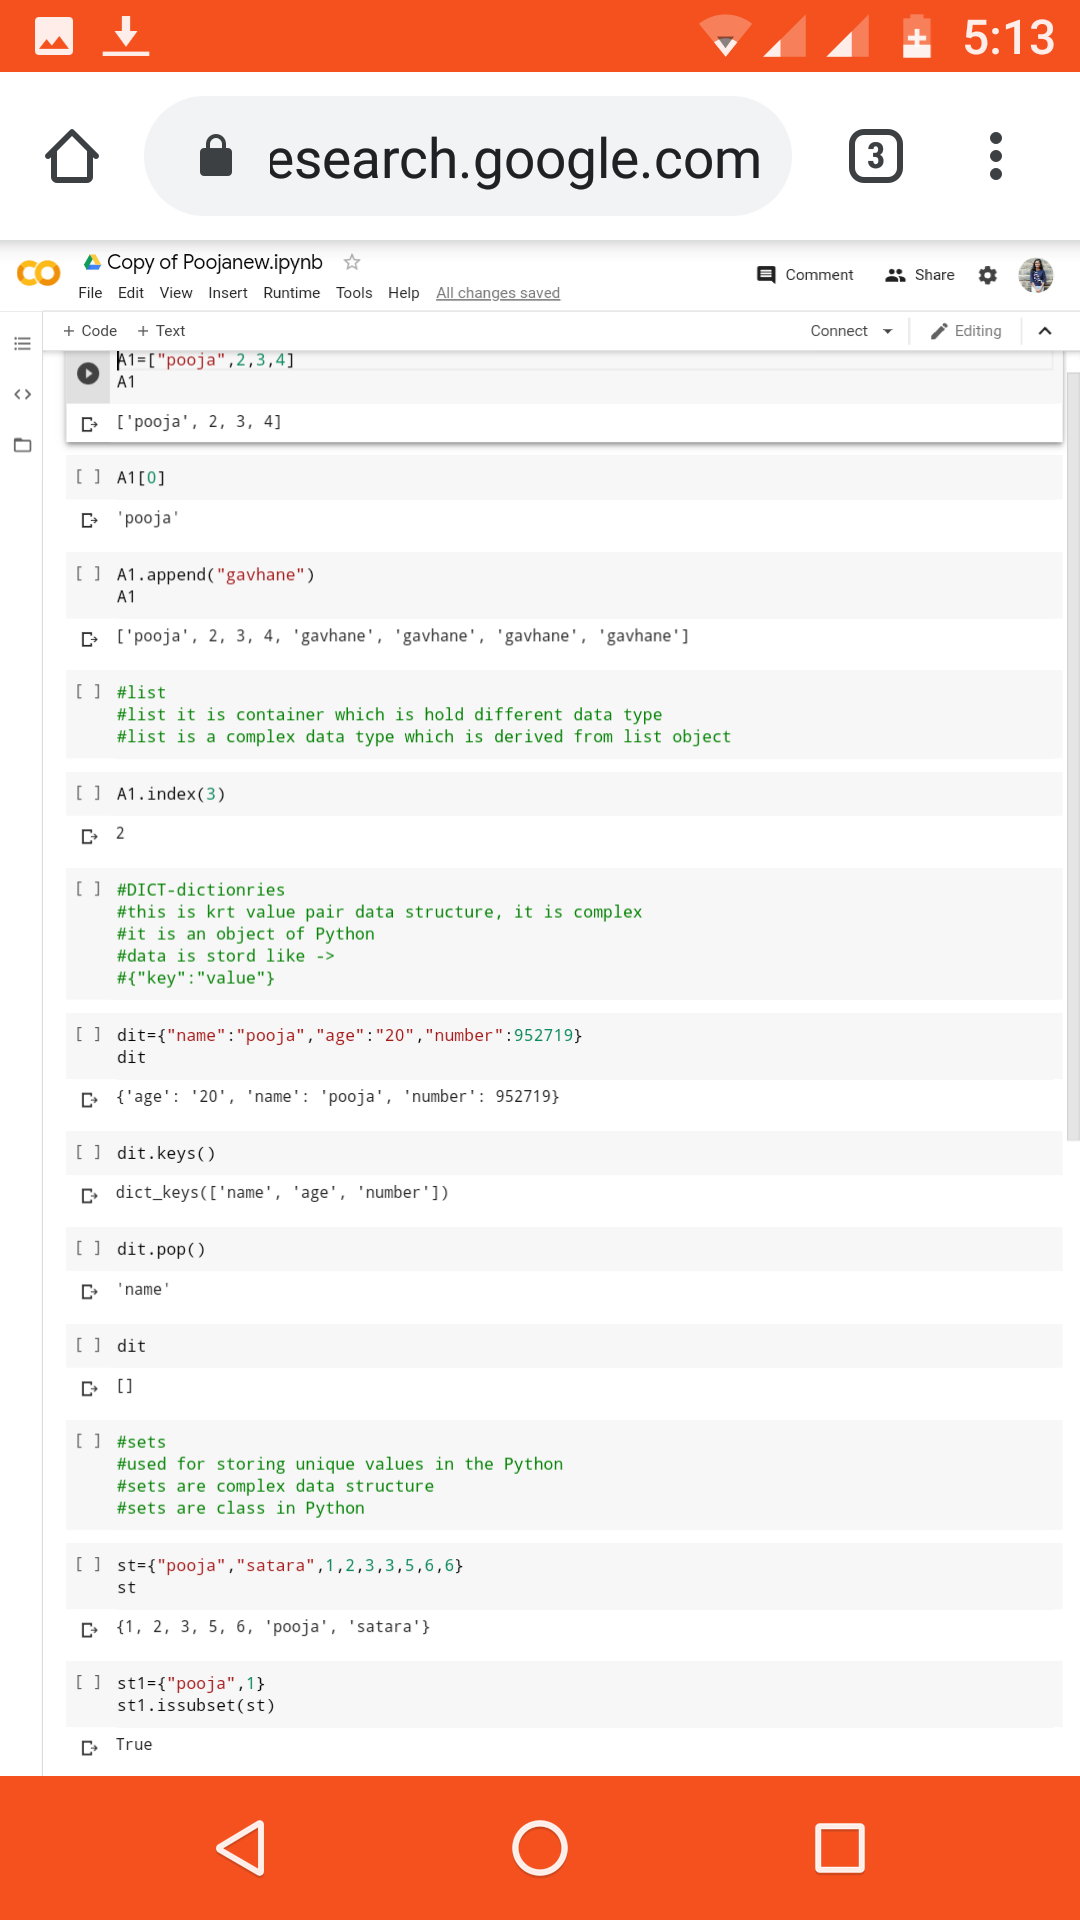 5:13
esearch.google.com
3
Copy of Poojanew.ipynb
Comment
Share
File Edit View Insert Runtime Tools Help All changes saved
+ Code + Text
Connect
Editing
A1=["pooja",2,3,4]
A1
['pooja', 2, 3, 4]
[ ] A1[0]
'pooja'
[ ] A1.append("gavhane")
A1
['pooja', 2, 3, 4, 'gavhane', 'gavhane', 'gavhane', 'gavhane']
[ ] #list
#list it is container which is hold different data type
#list is a complex data type which is derived from list object
[ ] A1.index(3)
2
[ ] #DICT-dictionries
#this is krt value pair data structure, it is complex
#it is an object of Python
#data is stord like ->
#{"key":"value"}
[ ] dit={"name":"pooja","age":"20","number":952719}
dit
{'age': '20', 'name': 'pooja', 'number': 952719}
[ ] dit.keys()
dict_keys(['name', 'age', 'number'])
[ ] dit.pop()
'name'
[ ] dit
[]
[ ] #sets
#used for storing unique values in the Python
#sets are complex data structure
#sets are class in Python
[ ] st={"pooja","satara",1,2,3,3,5,6,6}
st
{1, 2, 3, 5, 6, 'pooja', 'satara'}
[ ] st1={"pooja",1}
st1.issubset(st)
True